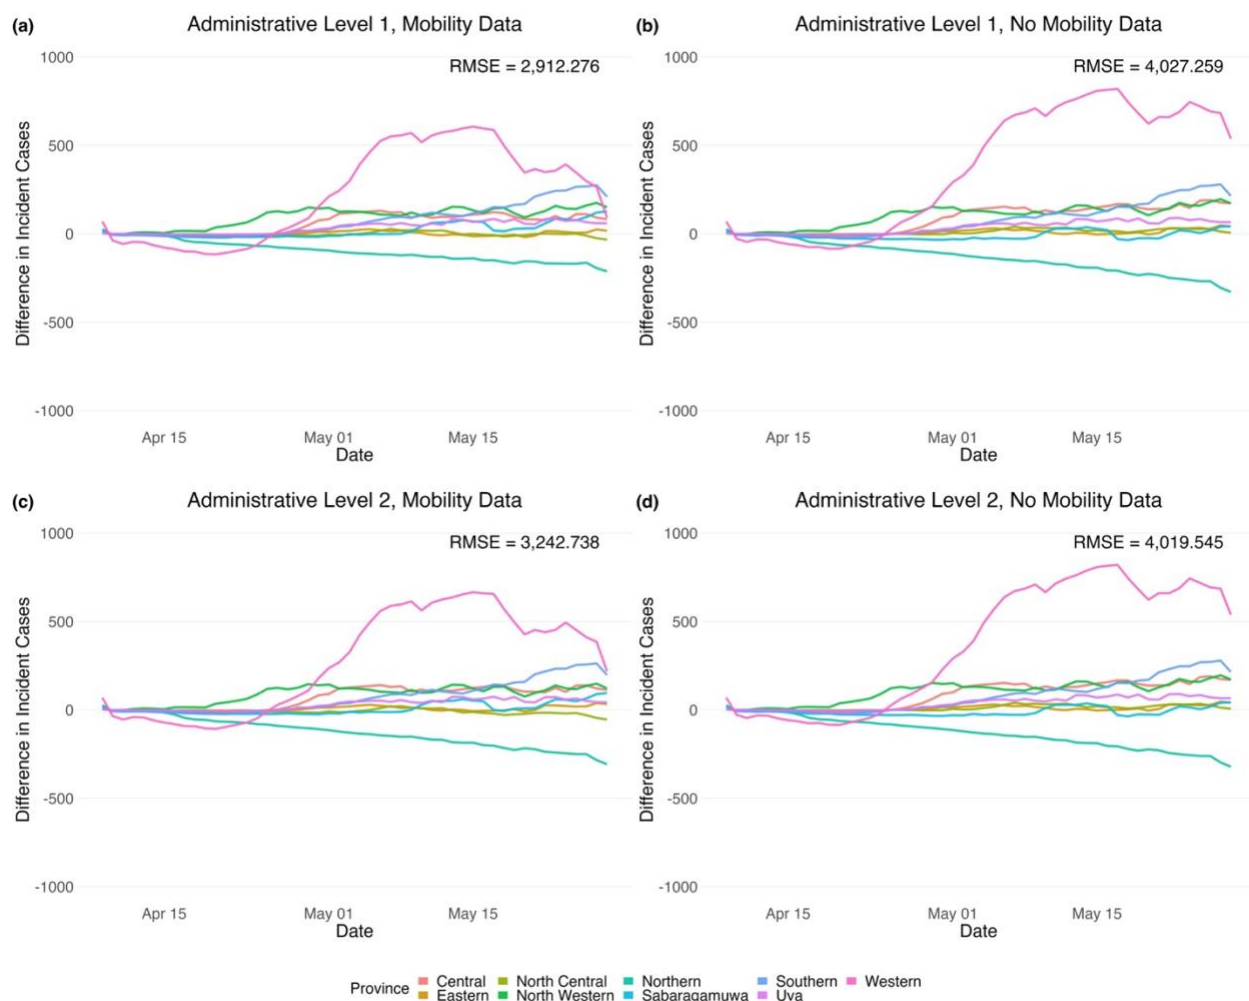 (a) Administrative Level 1, Mobility Data
RMSE = 2,912.276
Difference in Incident Cases
1000
500
0
-500
-1000
Apr 15 May 01 May 15
Date
(b) Administrative Level 1, No Mobility Data
RMSE = 4,027.259
Difference in Incident Cases
1000
500
0
-500
-1000
Apr 15 May 01 May 15
Date
(c) Administrative Level 2, Mobility Data
RMSE = 3,242.738
Difference in Incident Cases
1000
500
0
-500
-1000
Apr 15 May 01 May 15
Date
(d) Administrative Level 2, No Mobility Data
RMSE = 4,019.545
Difference in Incident Cases
1000
500
0
-500
-1000
Apr 15 May 01 May 15
Date
Province
Central North Central Northern Southern Western
Eastern North Western Sabaragamuwa Uva